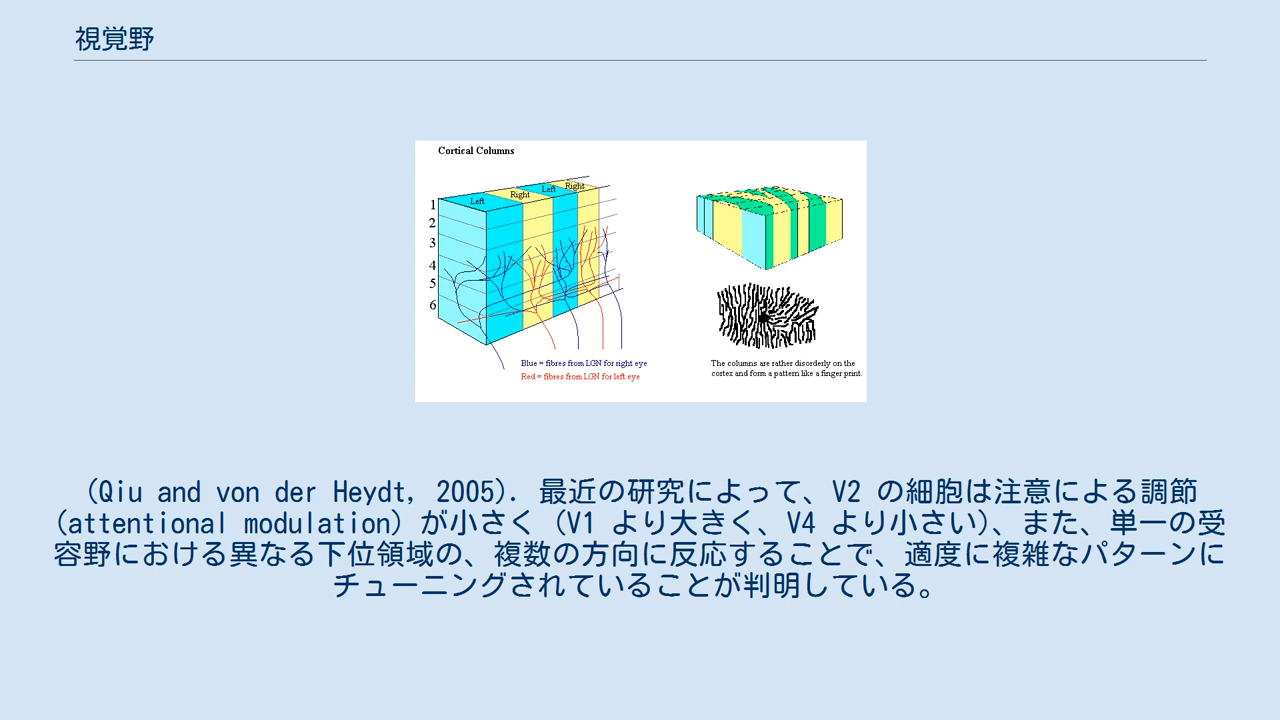 視覚野
Cortical Columns
Left
Right
Left
Right
1
2
3
4
5
6
Blue = fibres from LGN for right eye
Red = fibres from LGN for left eye
The columns are rather disorderly on the
cortex and form a pattern like a finger print.
(Qiu and von der Heydt, 2005). 最近の研究によって、V2 の細胞は注意による調節
(attentional modulation) が小さく (V1 より大きく、V4 より小さい)、また、単一の受
容野における異なる下位領域の、複数の方向に反応することで、適度に複雑なパターンに
チューニングされていることが判明している。